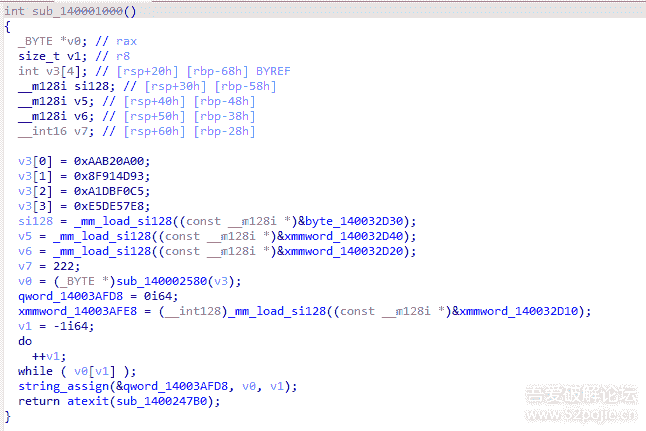 int sub_140001000()
{
  _BYTE *v0; // rax
  size_t v1; // r8
  int v3[4]; // [rsp+20h] [rbp-68h] BYREF
  __m128i si128; // [rsp+30h] [rbp-58h]
  __m128i v5; // [rsp+40h] [rbp-48h]
  __m128i v6; // [rsp+50h] [rbp-38h]
  __int16 v7; // [rsp+60h] [rbp-28h]

  v3[0] = 0xAAB20A00;
  v3[1] = 0x8F914D93;
  v3[2] = 0xA1DBF0C5;
  v3[3] = 0xE5DE57E8;
  si128 = _mm_load_si128((const __m128i *)&byte_140032D30);
  v5 = _mm_load_si128((const __m128i *)&xmmword_140032D40);
  v6 = _mm_load_si128((const __m128i *)&xmmword_140032D20);
  v7 = 222;
  v0 = (_BYTE *)sub_140002580(v3);
  qword_14003AFD8 = 0i64;
  xmmword_14003AFE8 = (__int128)_mm_load_si128((const __m128i *)&xmmword_140032D10);
  v1 = -1i64;
  do
    ++v1;
  while ( v0[v1] );
  string_assign(&qword_14003AFD8, v0, v1);
  return atexit(sub_1400247B0);
}
吾爱破解论坛
www.52pojie.cn